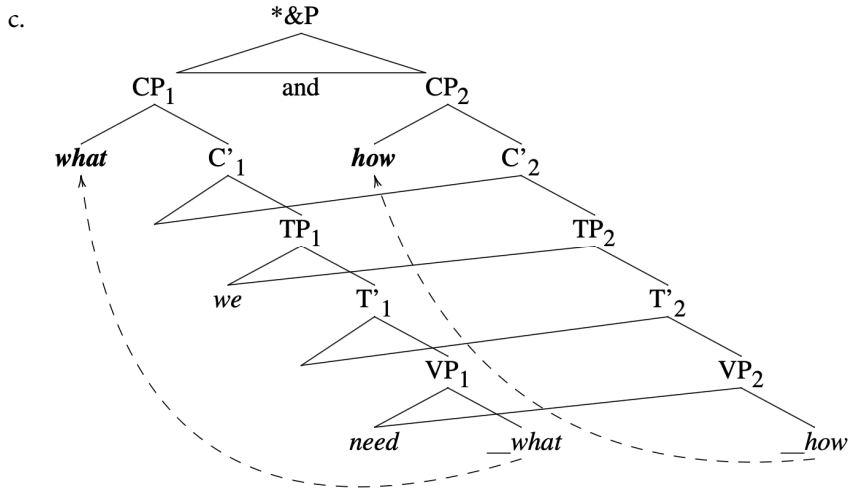 c.
*&P
CP1 and CP2
what C’1 how C’2
TP1 TP2
we T’1 T’2
VP1 VP2
need __what __how